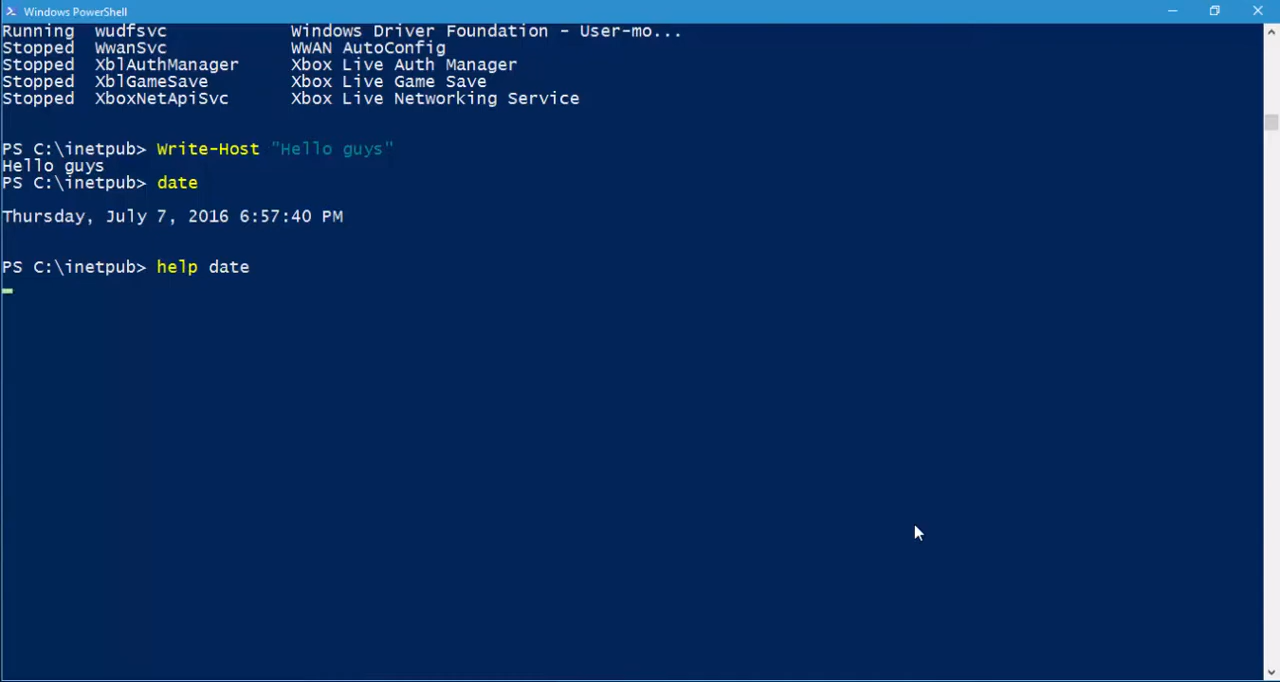 Windows PowerShell
Running  wudfsvc            Windows Driver Foundation - User-mo...
Stopped  WwanSvc            WWAN AutoConfig
Stopped  XblAuthManager     Xbox Live Auth Manager
Stopped  XblGameSave        Xbox Live Game Save
Stopped  XboxNetApiSvc      Xbox Live Networking Service
PS C:\inetpub> Write-Host "Hello guys"
Hello guys
PS C:\inetpub> date
Thursday, July 7, 2016 6:57:40 PM
PS C:\inetpub> help date